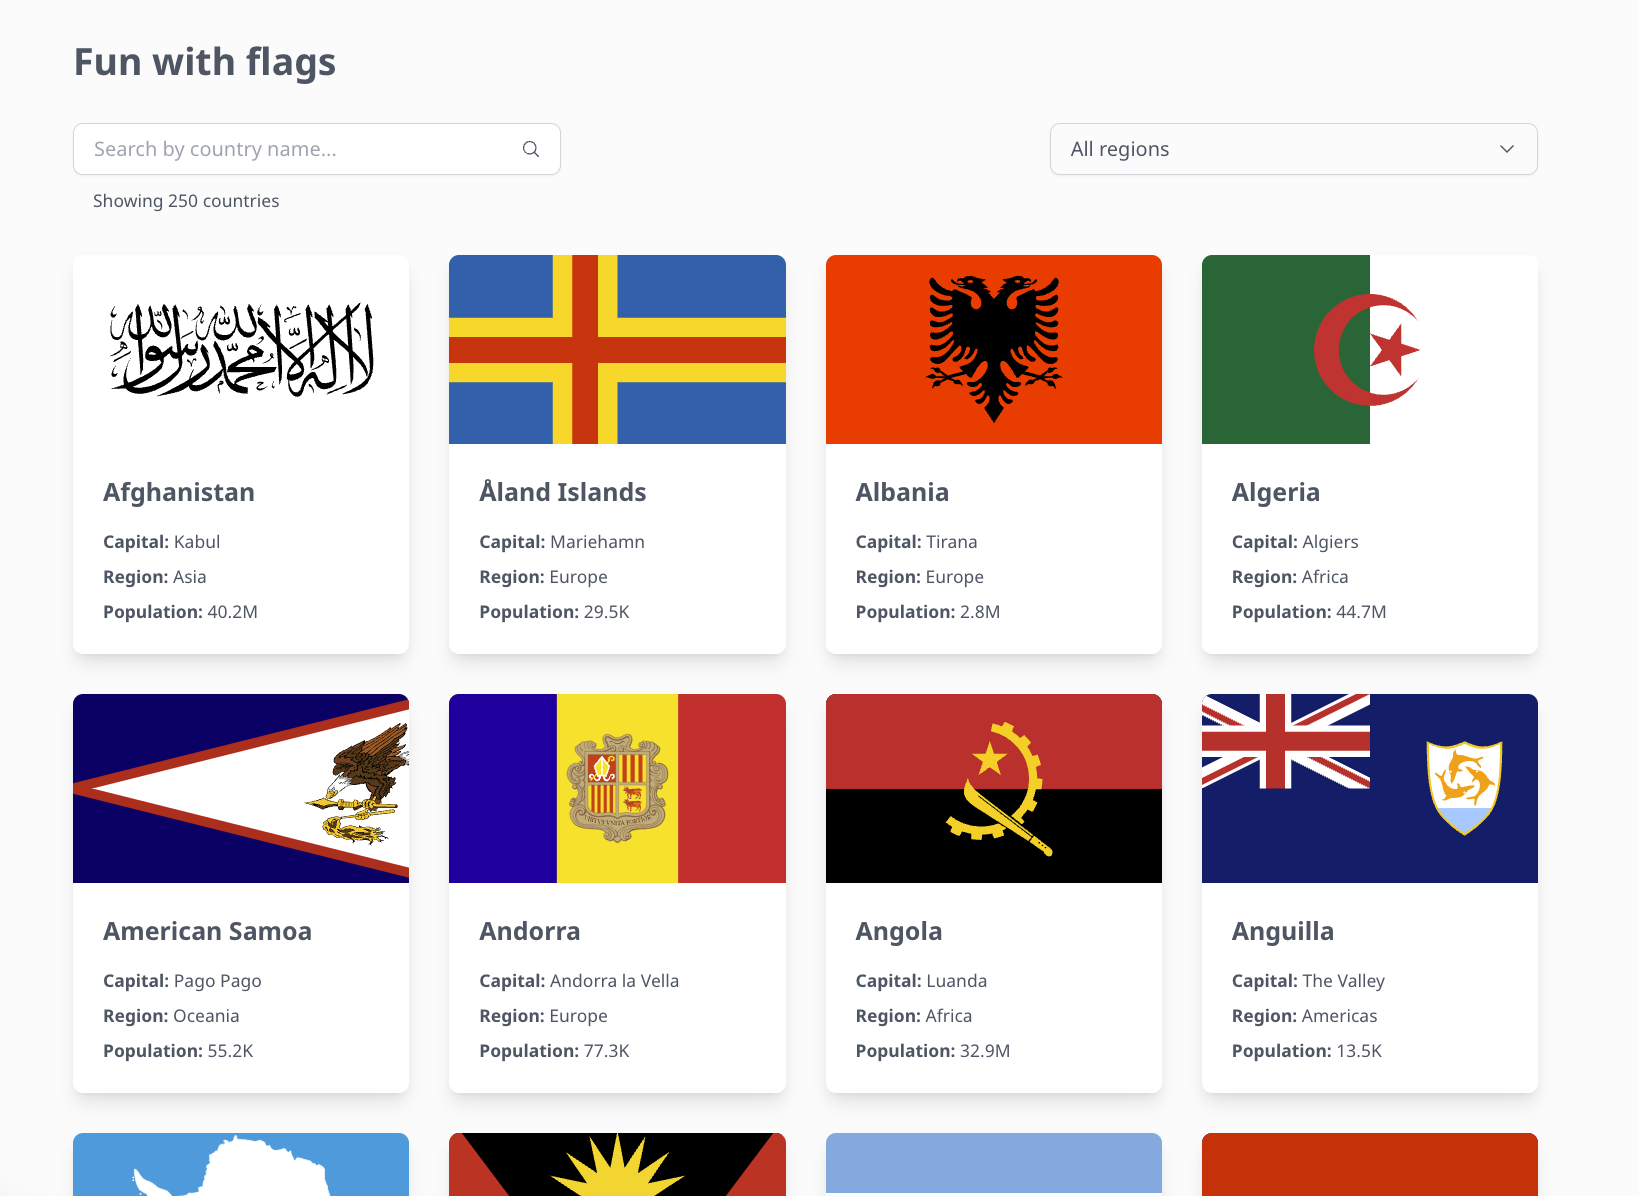 Fun with flags
Search by country name...
All regions
Showing 250 countries
لا إله إلا الله محمد رسول الله
Afghanistan
Capital: Kabul
Region: Asia
Population: 40.2M
Åland Islands
Capital: Mariehamn
Region: Europe
Population: 29.5K
Albania
Capital: Tirana
Region: Europe
Population: 2.8M
Algeria
Capital: Algiers
Region: Africa
Population: 44.7M
VIRTVS VNITA FORTIOR
American Samoa
Capital: Pago Pago
Region: Oceania
Population: 55.2K
Andorra
Capital: Andorra la Vella
Region: Europe
Population: 77.3K
Angola
Capital: Luanda
Region: Africa
Population: 32.9M
Anguilla
Capital: The Valley
Region: Americas
Population: 13.5K